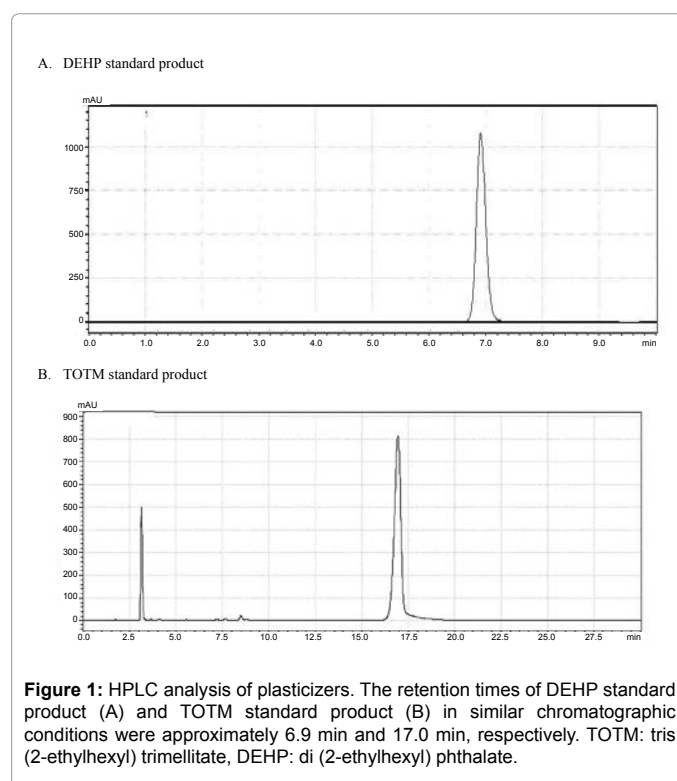 A. DEHP standard product
mAU
1000
750
500
250
0
0.0 1.0 2.0 3.0 4.0 5.0 6.0 7.0 8.0 9.0 min
B. TOTM standard product
mAU
900
800
700
600
500
400
300
200
100
0
0.0 2.5 5.0 7.5 10.0 12.5 15.0 17.5 20.0 22.5 25.0 27.5 min
Figure 1: HPLC analysis of plasticizers. The retention times of DEHP standard
product (A) and TOTM standard product (B) in similar chromatographic
conditions were approximately 6.9 min and 17.0 min, respectively. TOTM: tris
(2-ethylhexyl) trimellitate, DEHP: di (2-ethylhexyl) phthalate.